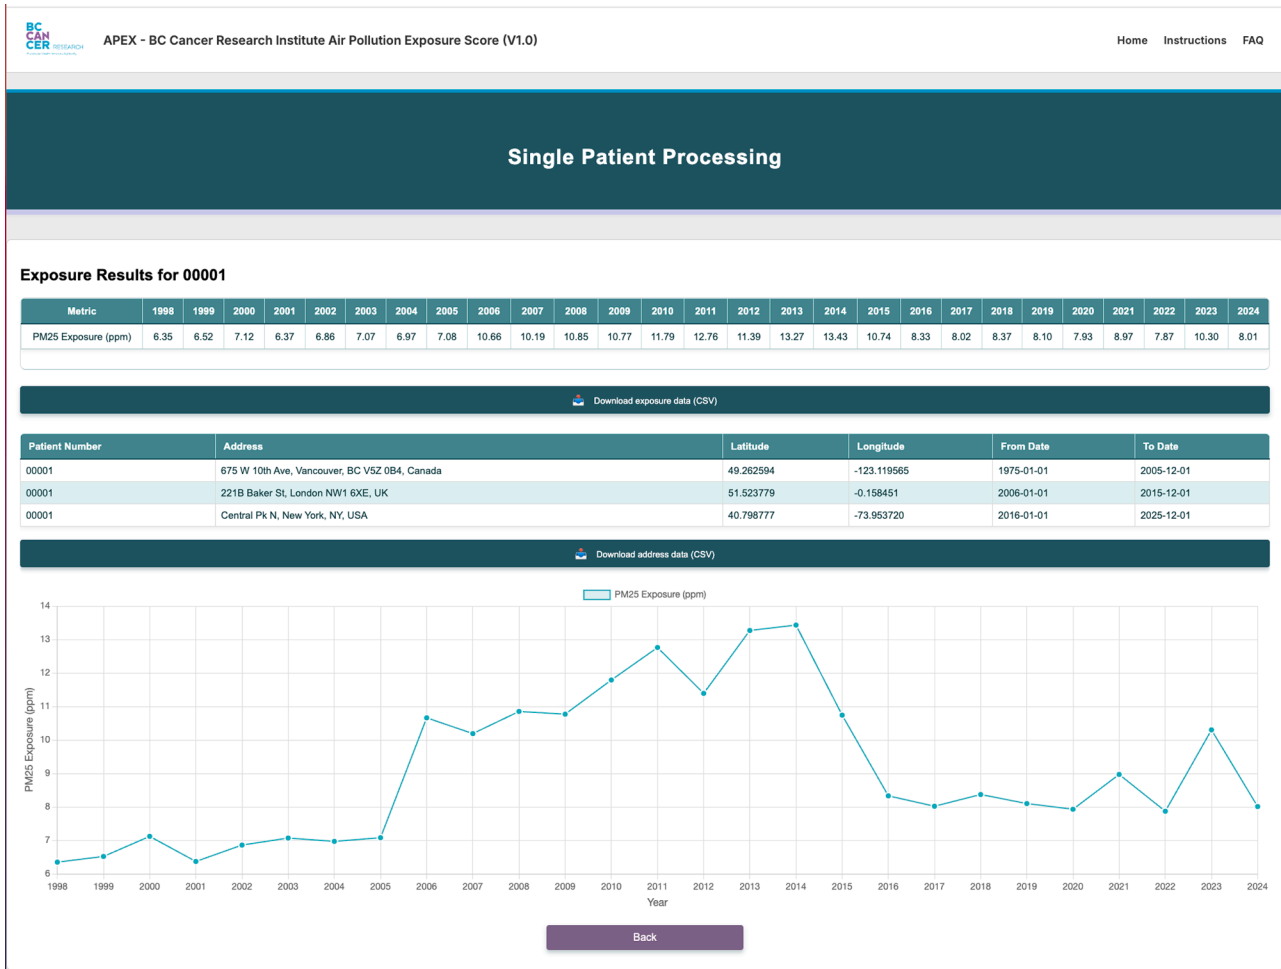 BC
CAN
CER RESEARCH
APEX - BC Cancer Research Institute Air Pollution Exposure Score (V1.0)
Home Instructions FAQ
Single Patient Processing
Exposure Results for 00001
Metric 1998 1999 2000 2001 2002 2003 2004 2005 2006 2007 2008 2009 2010 2011 2012 2013 2014 2015 2016 2017 2018 2019 2020 2021 2022 2023 2024
PM25 Exposure (ppm) 6.35 6.52 7.12 6.37 6.86 7.07 6.97 7.08 10.66 10.19 10.85 10.77 11.79 12.76 11.39 13.27 13.43 10.74 8.33 8.02 8.37 8.10 7.93 8.97 7.87 10.30 8.01
Download exposure data (CSV)
Patient Number Address Latitude Longitude From Date To Date
00001 675 W 10th Ave, Vancouver, BC V5Z 0B4, Canada 49.262594 -123.119565 1975-01-01 2005-12-01
00001 221B Baker St, London NW1 6XE, UK 51.523779 -0.158451 2006-01-01 2015-12-01
00001 Central Pk N, New York, NY, USA 40.798777 -73.953720 2016-01-01 2025-12-01
Download address data (CSV)
PM25 Exposure (ppm)
PM25 Exposure (ppm)
14
13
12
11
10
9
8
7
6
1998 1999 2000 2001 2002 2003 2004 2005 2006 2007 2008 2009 2010 2011 2012 2013 2014 2015 2016 2017 2018 2019 2020 2021 2022 2023 2024
Year
Back